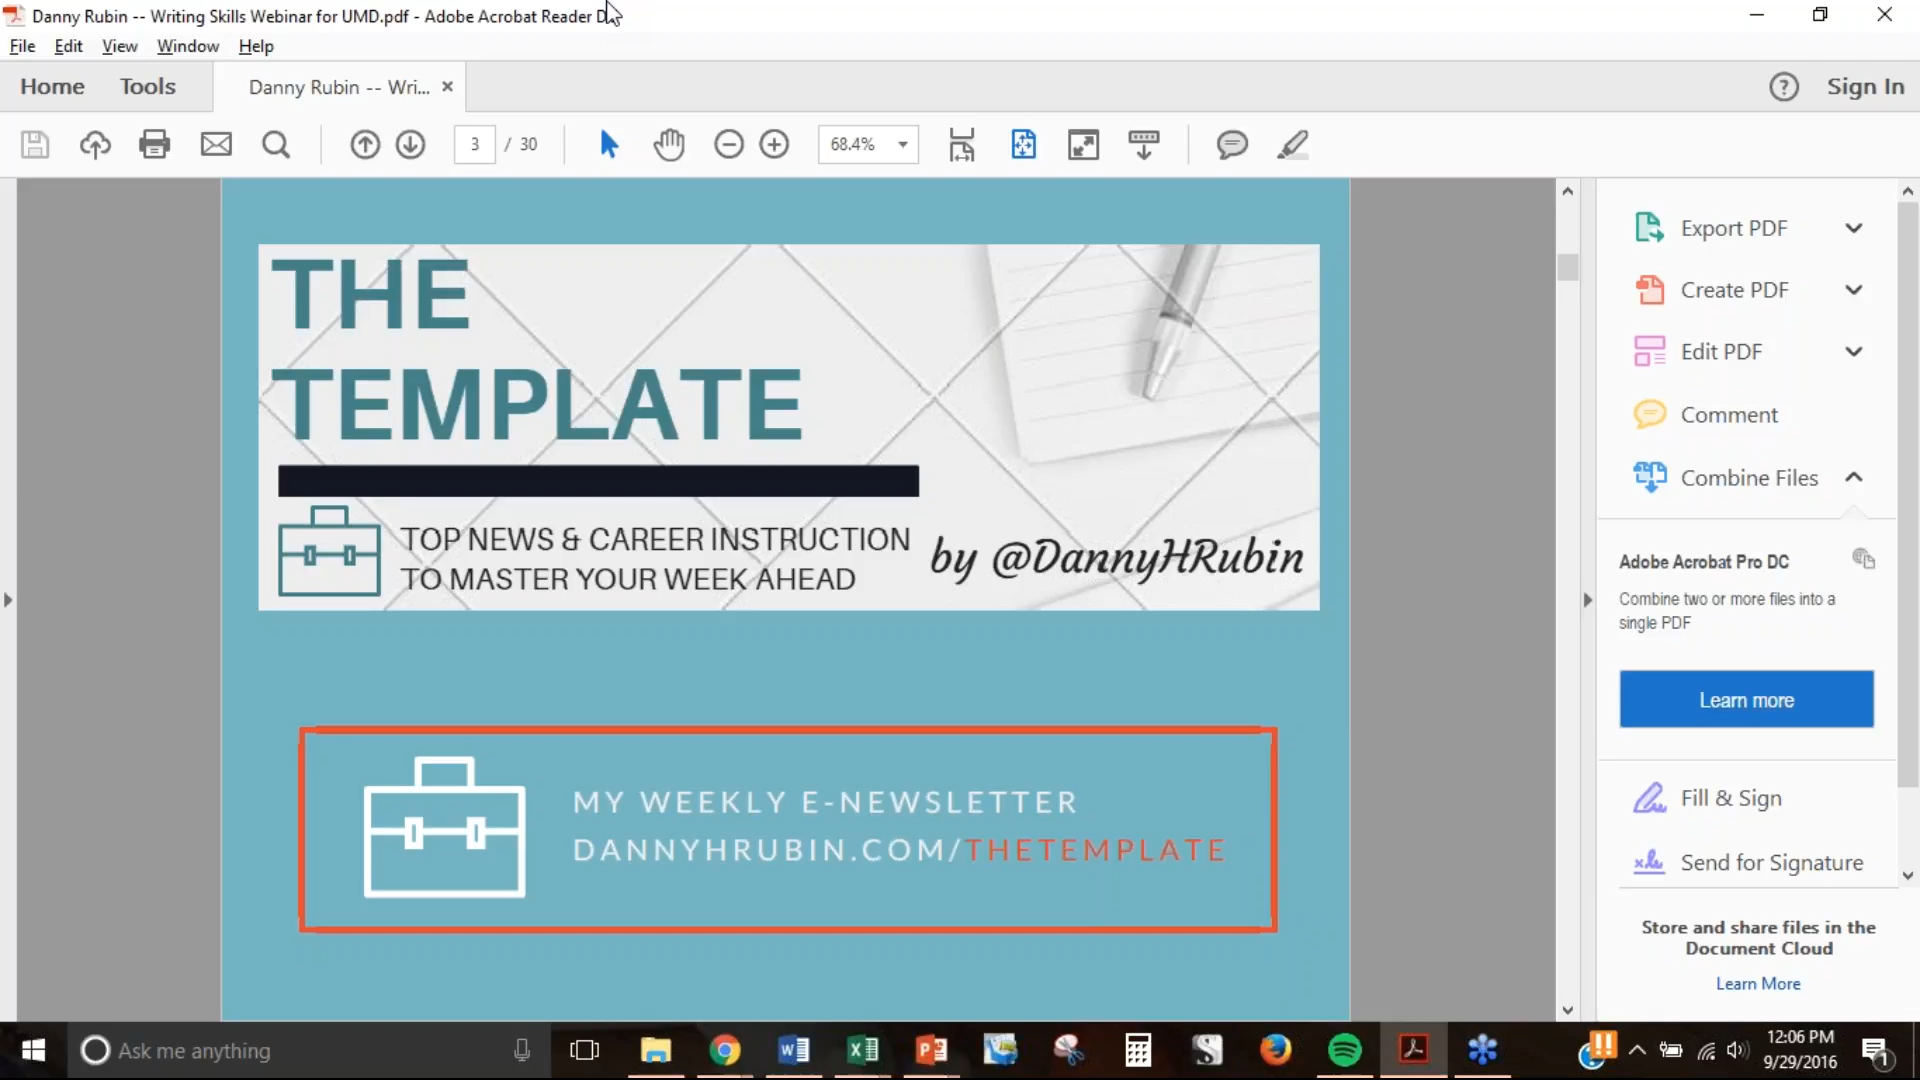 Danny Rubin -- Writing Skills Webinar for UMD.pdf - Adobe Acrobat Reader
File Edit View Window Help
Home Tools Danny Rubin -- Wri... Sign In
3 / 30 68.4%
THE
TEMPLATE
TOP NEWS & CAREER INSTRUCTION
TO MASTER YOUR WEEK AHEAD
by @DannyHRubin
MY WEEKLY E-NEWSLETTER
DANNYHRUBIN.COM/THETEMPLATE
Export PDF
Create PDF
Edit PDF
Comment
Combine Files
Adobe Acrobat Pro DC
Combine two or more files into a
single PDF
Learn more
Fill & Sign
Send for Signature
Store and share files in the
Document Cloud
Learn More
Ask me anything
12:06 PM
9/29/2016
1